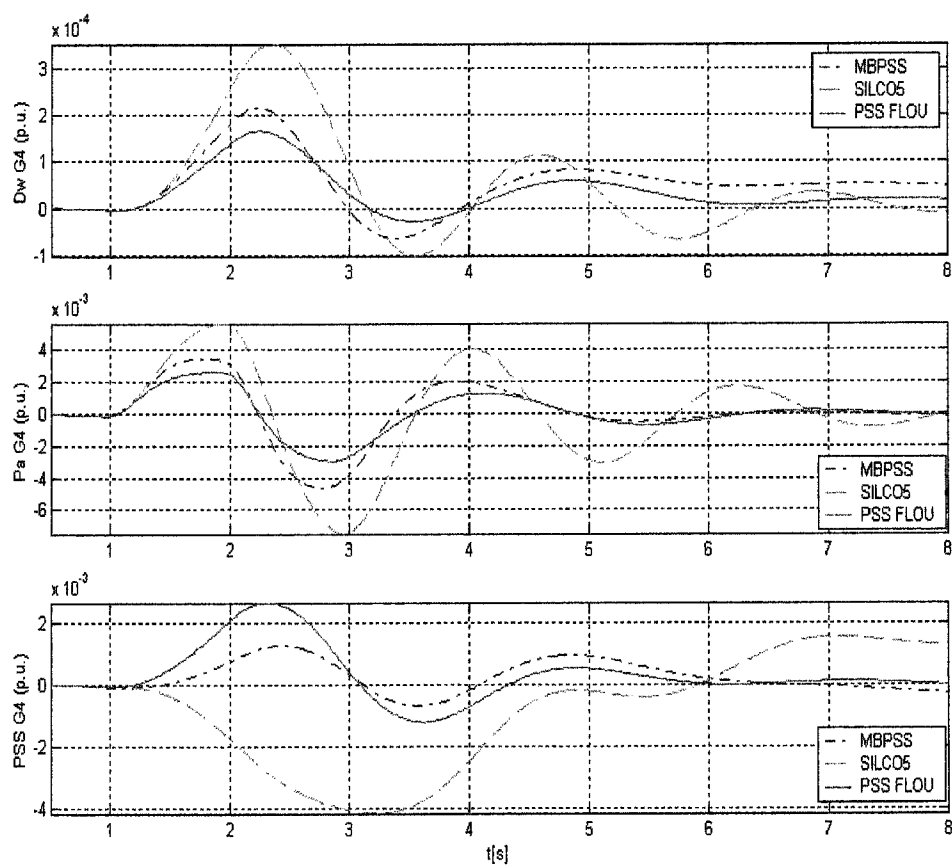 x 10⁻⁴
3
2
1
0
-1
Dw G4 (p.u.)
MBPSS
SILCO5
PSS FLOU
1 2 3 4 5 6 7 8
x 10⁻³
4
2
0
-2
-4
-6
Pa G4 (p.u.)
MBPSS
SILCO5
PSS FLOU
1 2 3 4 5 6 7 8
x 10⁻³
2
0
-2
-4
PSS G4 (p.u.)
MBPSS
SILCO5
PSS FLOU
1 2 3 4 5 6 7 8
t[s]